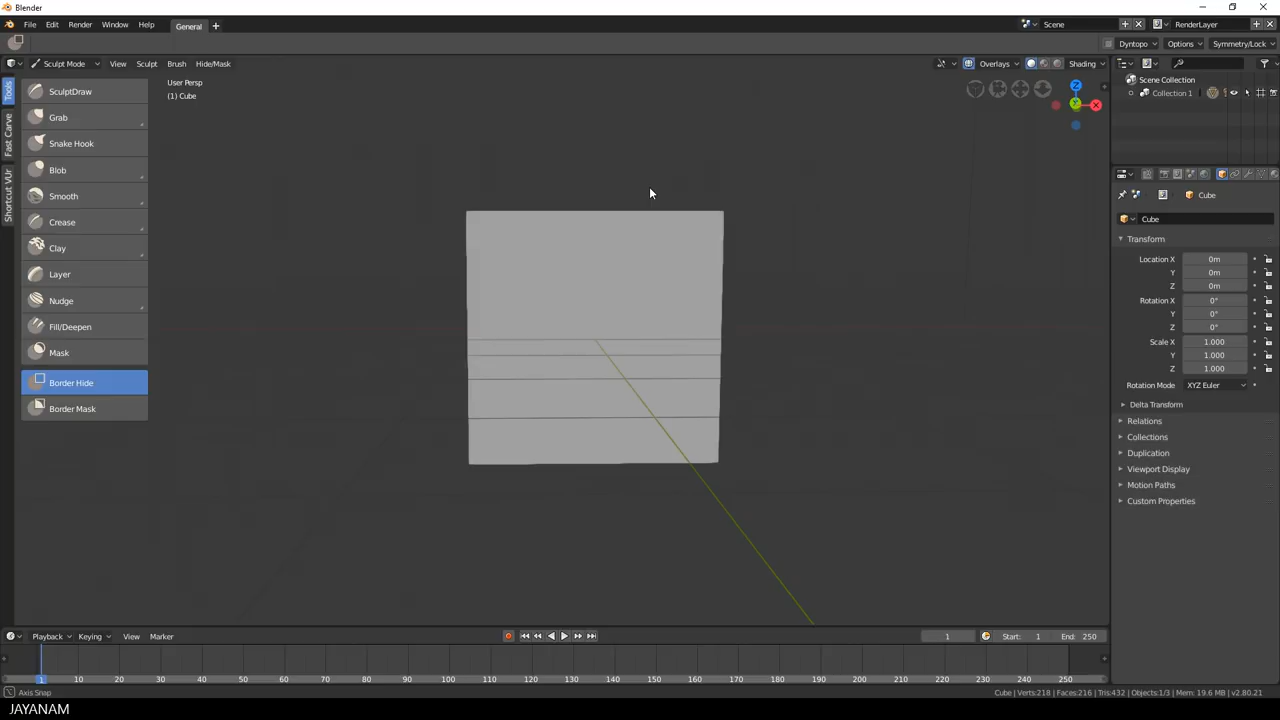 Blender
File Edit Render Window Help General Scene RenderLayer
Dyntopo Options Symmetry/Lock
Sculpt Mode View Sculpt Brush Hide/Mask Overlays Shading
User Persp
(1) Cube
Tools
Fast Carve
Shortcut VUr
SculptDraw
Grab
Snake Hook
Blob
Smooth
Crease
Clay
Layer
Nudge
Fill/Deepen
Mask
Border Hide
Border Mask
Z
Y
X
Scene Collection
Collection 1
Cube
Cube
Transform
Location X 0m
Y 0m
Z 0m
Rotation X 0°
Y 0°
Z 0°
Scale X 1.000
Y 1.000
Z 1.000
Rotation Mode XYZ Euler
Delta Transform
Relations
Collections
Duplication
Viewport Display
Motion Paths
Custom Properties
Playback Keying View Marker 1 Start: 1 End: 250
1 10 20 30 40 50 60 70 80 90 100 110 120 130 140 150 160 170 180 190 200 210 220 230 240 250
Axis Snap Cube | Verts:218 | Faces:216 | Tris:432 | Objects:1/3 | Mem: 19.6 MB | v2.80.21
JAYANAM